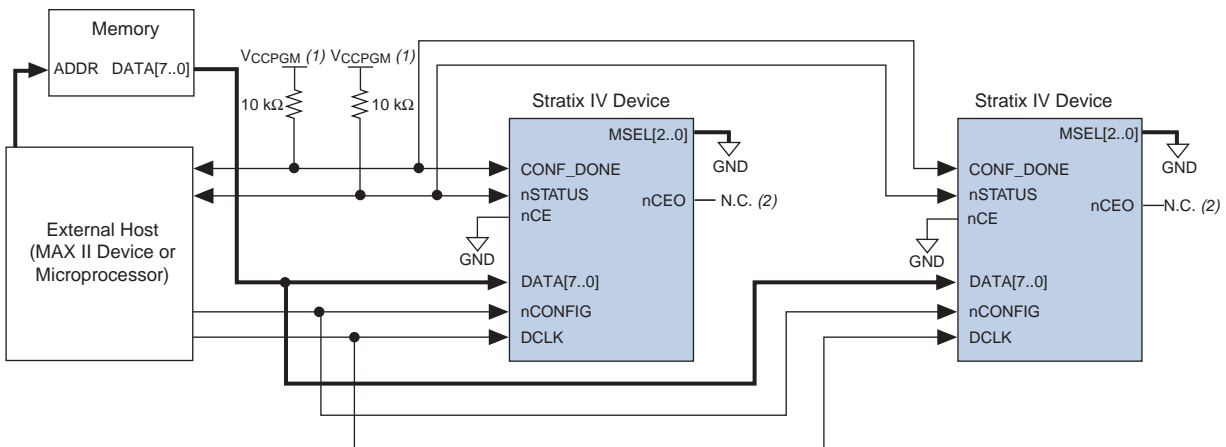 Memory
ADDR DATA[7..0]
VCCPGM (1) VCCPGM (1)
10 kΩ 10 kΩ
External Host
(MAX II Device or
Microprocessor)
Stratix IV Device
MSEL[2..0]
GND
CONF_DONE
nSTATUS
nCE
GND
nCEO N.C. (2)
DATA[7..0]
nCONFIG
DCLK
Stratix IV Device
MSEL[2..0]
GND
CONF_DONE
nSTATUS
nCE
GND
nCEO N.C. (2)
DATA[7..0]
nCONFIG
DCLK